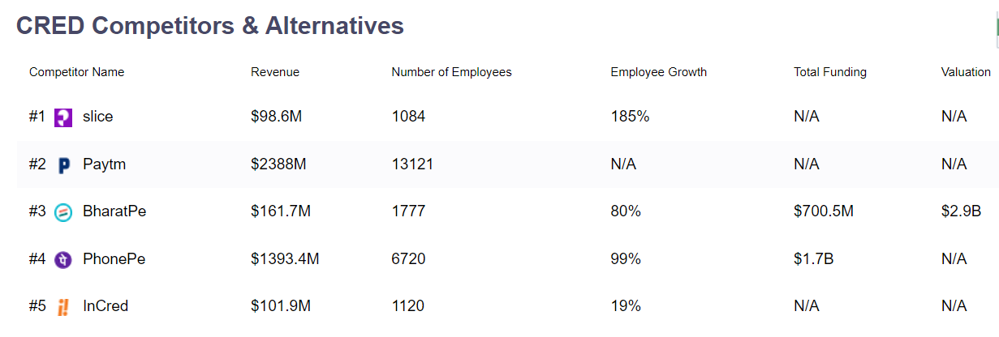 CRED Competitors & Alternatives
Competitor Name Revenue Number of Employees Employee Growth Total Funding Valuation
#1 slice $98.6M 1084 185% N/A N/A
#2 Paytm $2388M 13121 N/A N/A N/A
#3 BharatPe $161.7M 1777 80% $700.5M $2.9B
#4 PhonePe $1393.4M 6720 99% $1.7B N/A
#5 InCred $101.9M 1120 19% N/A N/A